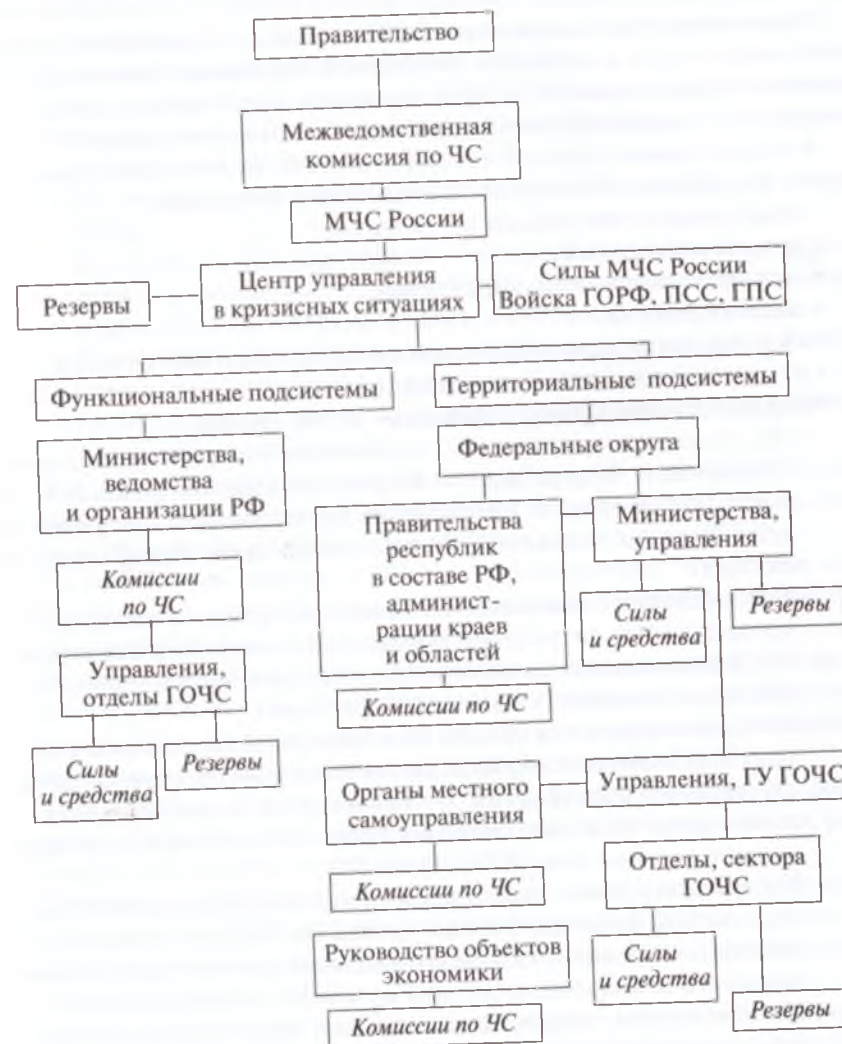 Правительство
Межведомственная
комиссия по ЧС
МЧС России
Резервы
Центр управления
в кризисных ситуациях
Силы МЧС России
Войска ГОРФ, ПСС, ГПС
Функциональные подсистемы
Территориальные подсистемы
Министерства,
ведомства
и организации РФ
Федеральные округа
Комиссии
по ЧС
Правительства
республик
в составе РФ,
админист-
рации краев
и областей
Министерства,
управления
Силы
и средства
Резервы
Управления,
отделы ГОЧС
Комиссии по ЧС
Силы
и средства
Резервы
Органы местного
самоуправления
Управления, ГУ ГОЧС
Комиссии по ЧС
Отделы, сектора
ГОЧС
Руководство объектов
экономики
Силы
и средства
Комиссии по ЧС
Резервы